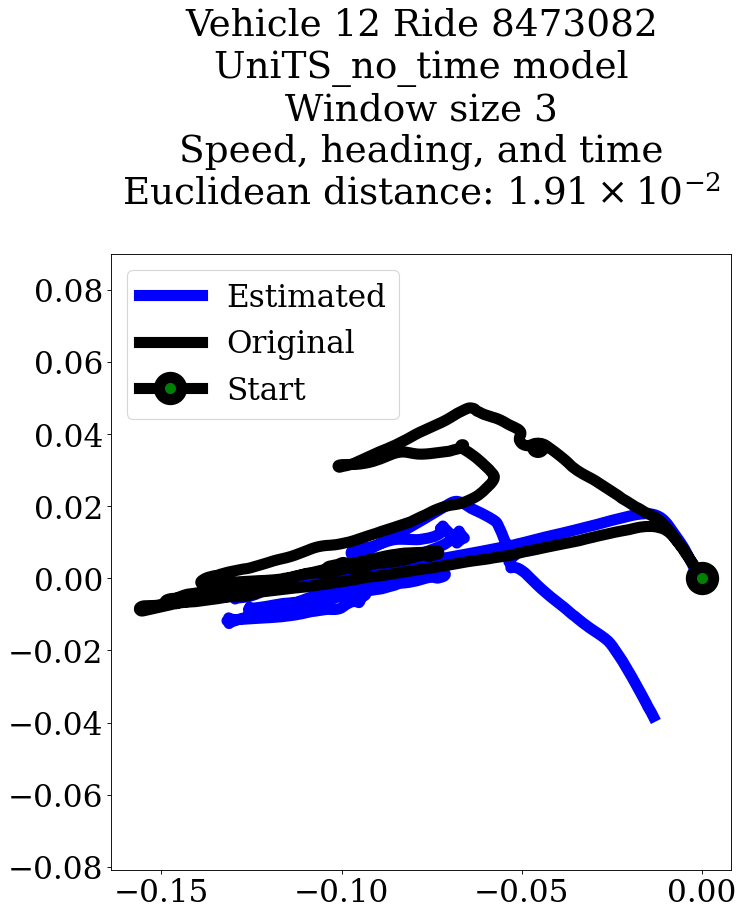 Vehicle 12 Ride 8473082
UniTS_no_time model
Window size 3
Speed, heading, and time
Euclidean distance: 1.91 × 10⁻²
Estimated
Original
Start
0.08
0.06
0.04
0.02
0.00
−0.02
−0.04
−0.06
−0.08
−0.15
−0.10
−0.05
0.00